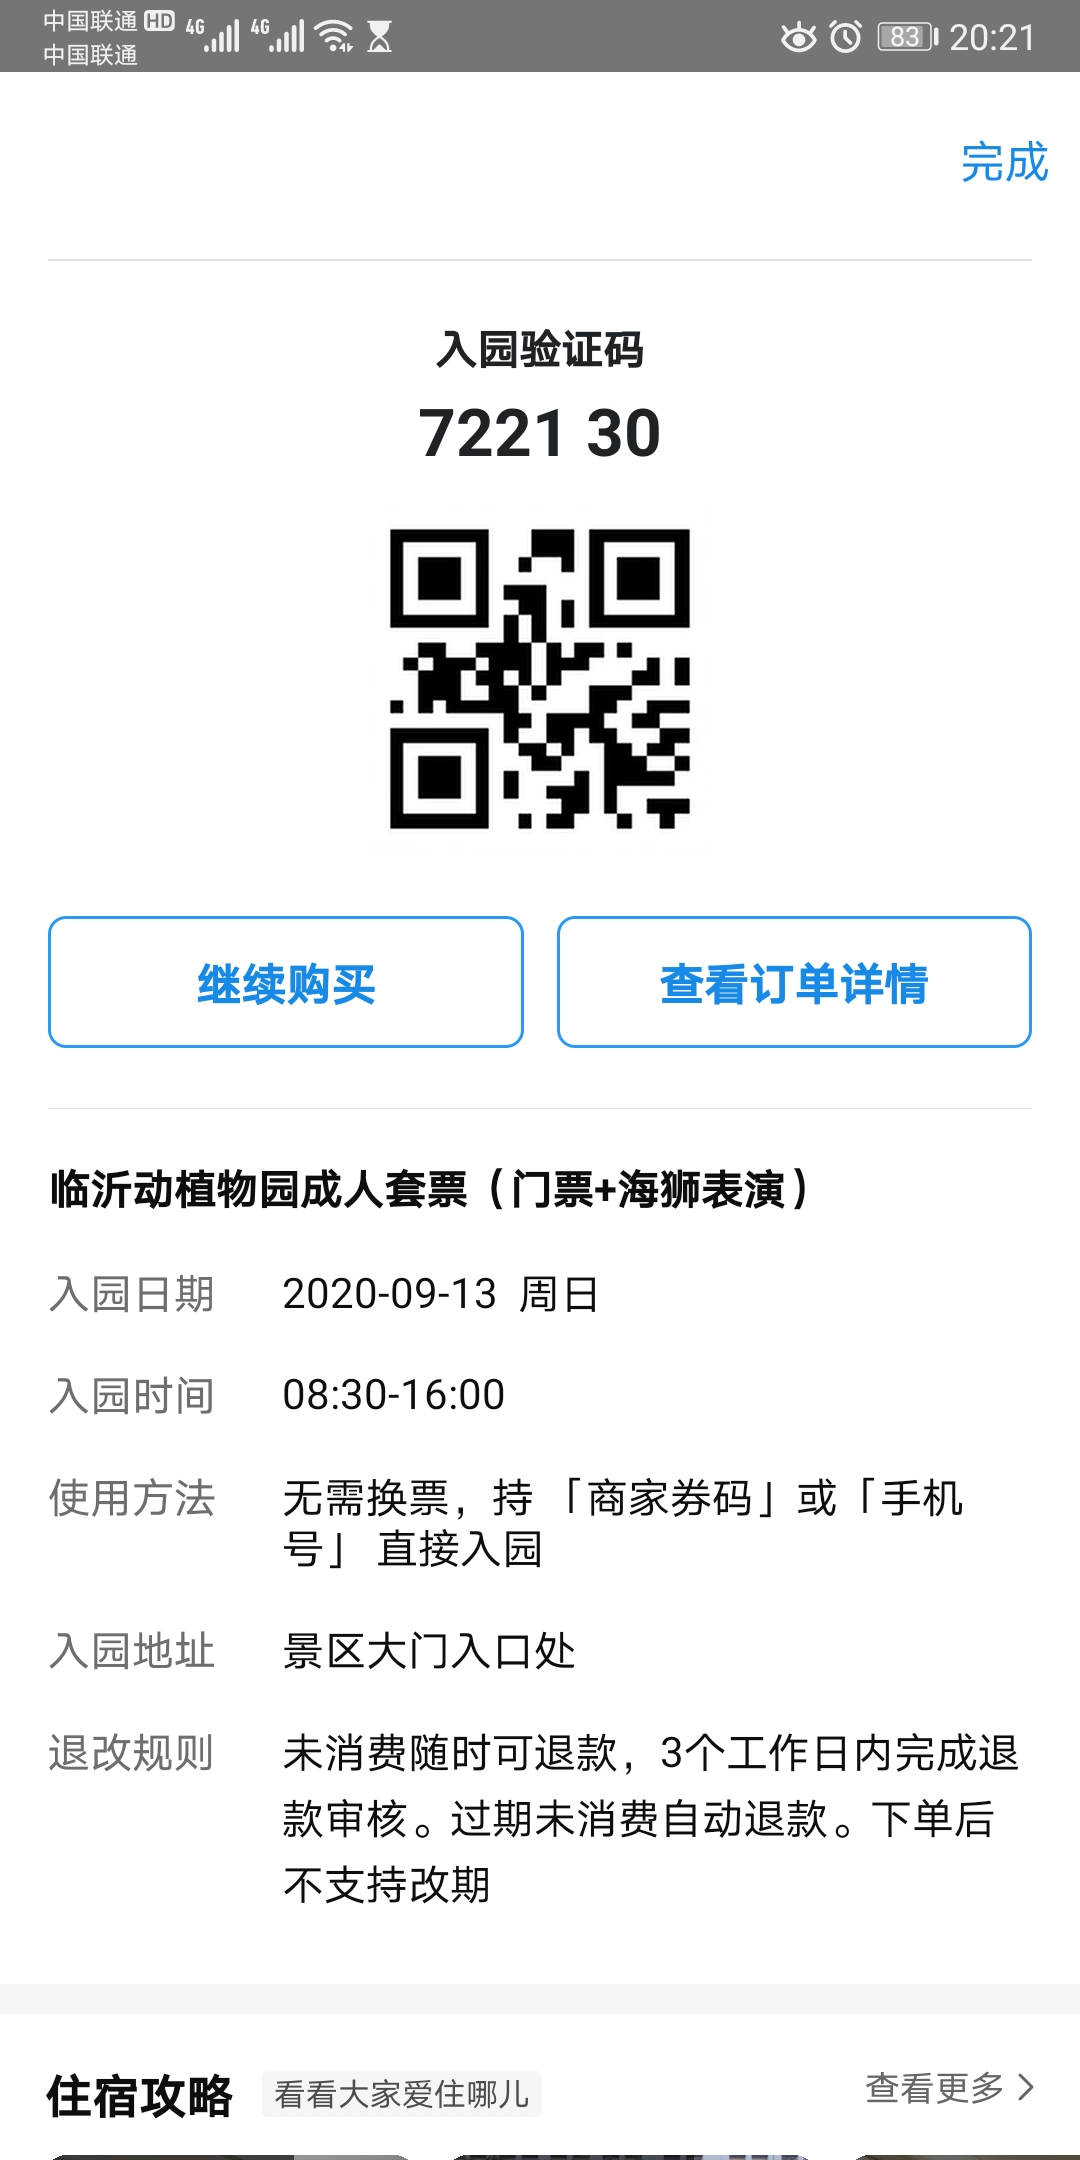 中国联通 HD 4G 4G 83 20:21
中国联通
完成
入园验证码
7221 30
继续购买 查看订单详情
临沂动植物园成人套票（门票+海狮表演）
入园日期 2020-09-13 周日
入园时间 08:30-16:00
使用方法 无需换票，持「商家券码」或「手机
号」 直接入园
入园地址 景区大门入口处
退改规则 未消费随时可退款，3个工作日内完成退
款审核。过期未消费自动退款。下单后
不支持改期
住宿攻略 看看大家爱住哪儿 查看更多